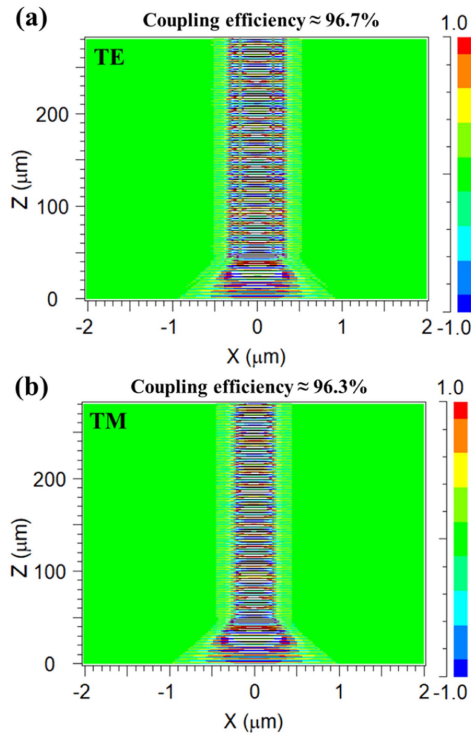 (a)
Coupling efficiency ≈ 96.7%
1.0
TE
200
Z (μm)
100
0
-2
-1
0
1
2
-1.0
X (μm)
(b)
Coupling efficiency ≈ 96.3%
1.0
TM
200
Z (μm)
100
0
-2
-1
0
1
2
-1.0
X (μm)